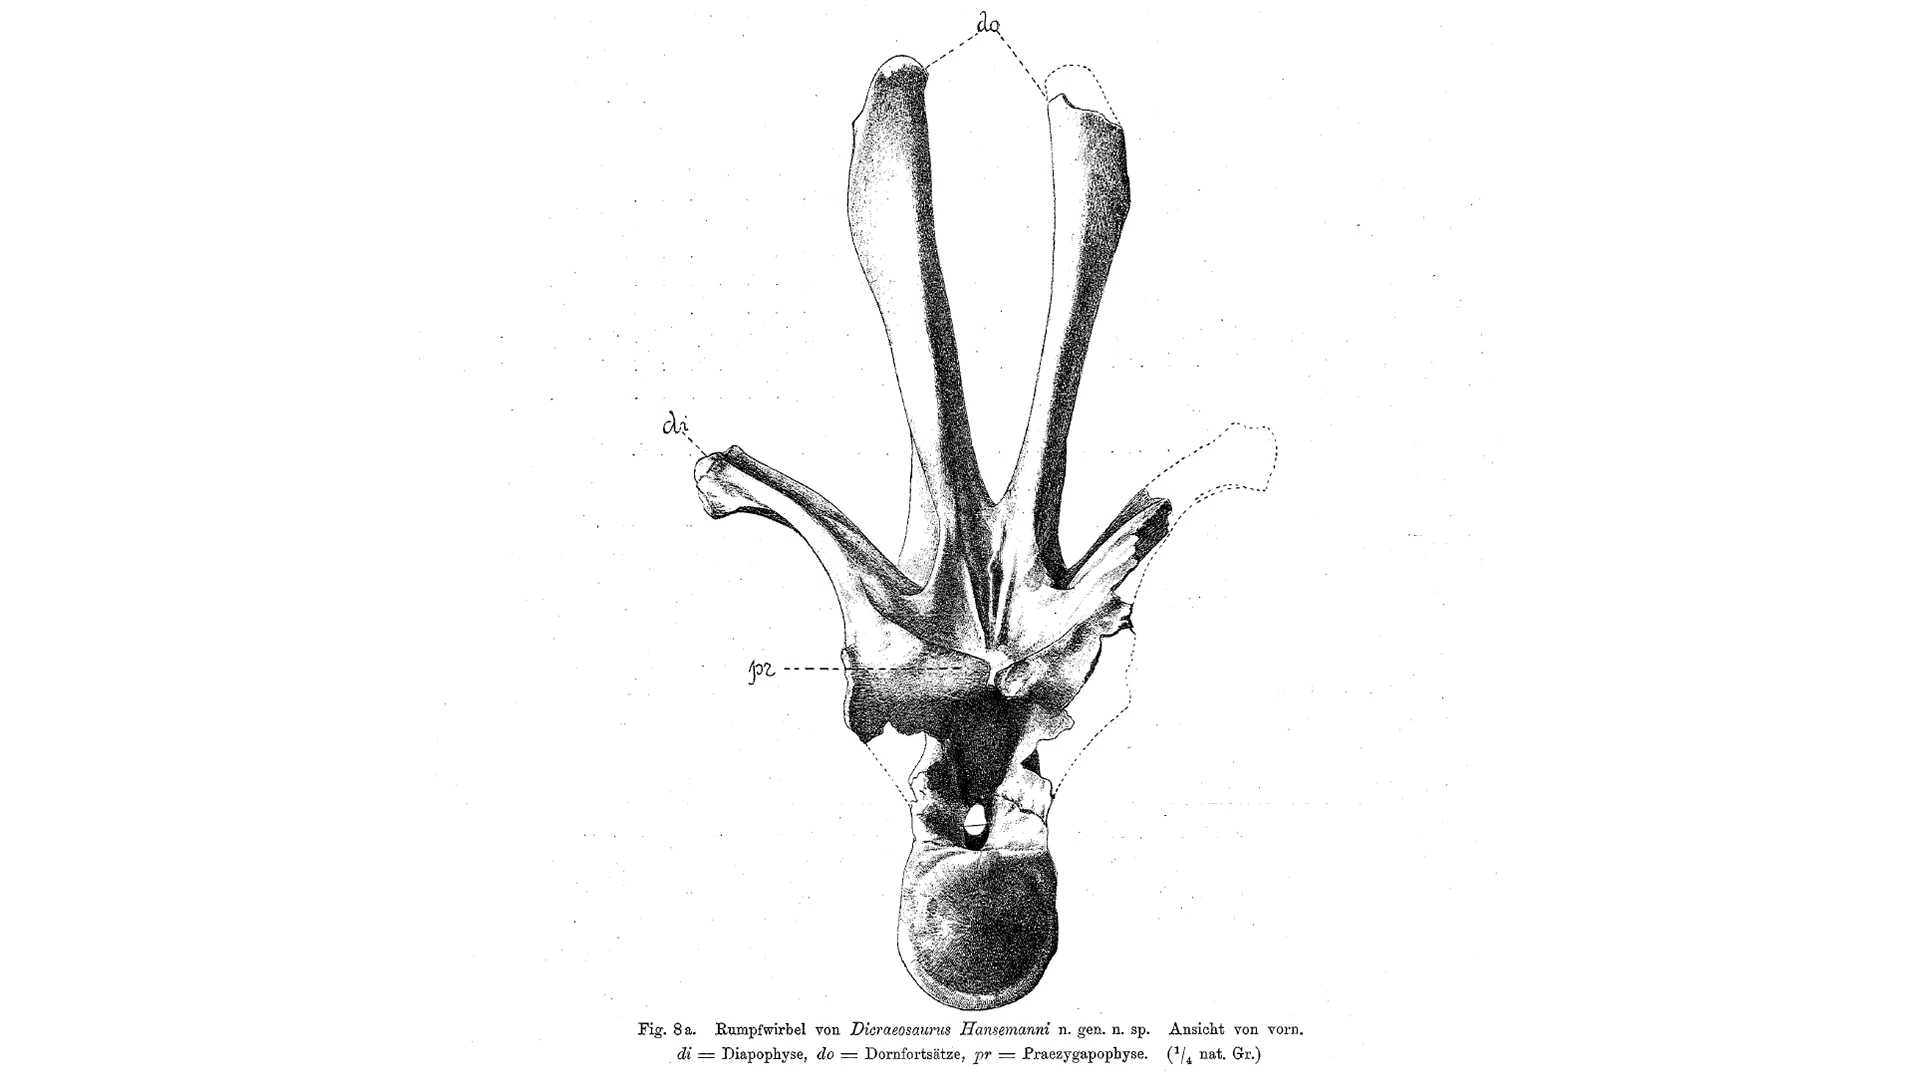 do
di
pr
Fig. 8a. Rumpfwirbel von Dicraeosaurus Hansemanni n. gen. n. sp. Ansicht von vorn.
di = Diapophyse, do = Dornfortsätze, pr = Praezygapophyse. (1/4 nat. Gr.)